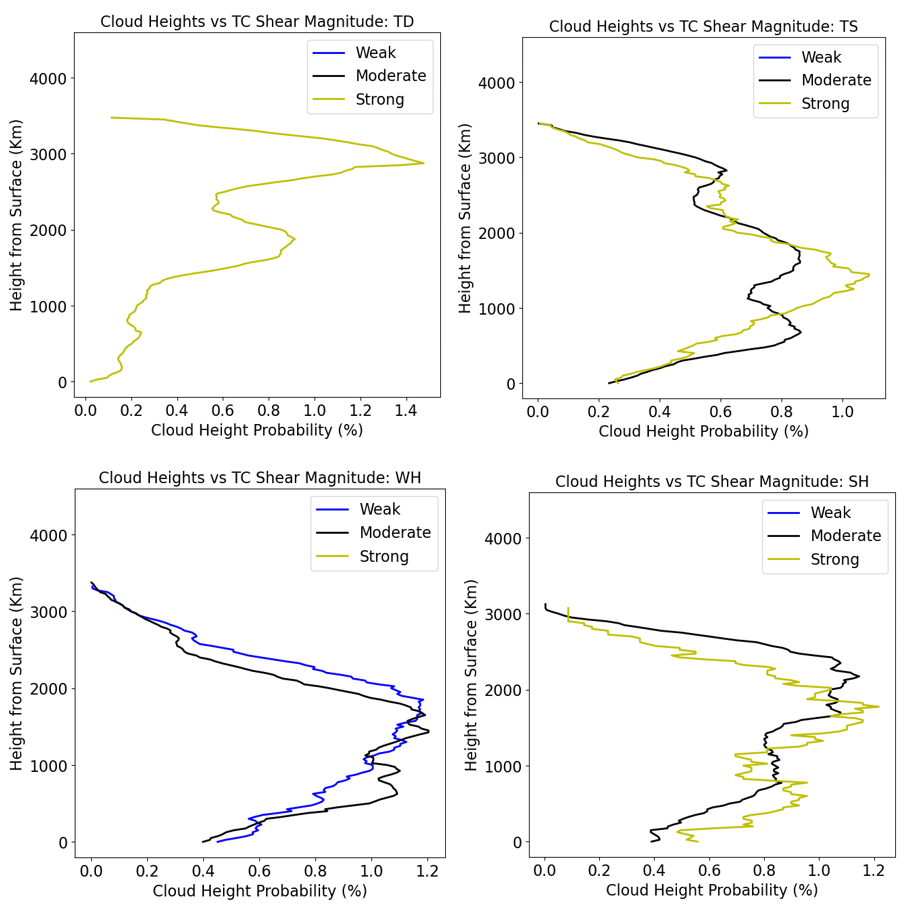 Cloud Heights vs TC Shear Magnitude: TD
Weak
Moderate
Strong
Height from Surface (Km)
4000
3000
2000
1000
0
0.0 0.2 0.4 0.6 0.8 1.0 1.2 1.4
Cloud Height Probability (%)
Cloud Heights vs TC Shear Magnitude: TS
Weak
Moderate
Strong
Height from Surface (Km)
4000
3000
2000
1000
0
0.0 0.2 0.4 0.6 0.8 1.0
Cloud Height Probability (%)
Cloud Heights vs TC Shear Magnitude: WH
Weak
Moderate
Strong
Height from Surface (Km)
4000
3000
2000
1000
0
0.0 0.2 0.4 0.6 0.8 1.0 1.2
Cloud Height Probability (%)
Cloud Heights vs TC Shear Magnitude: SH
Weak
Moderate
Strong
Height from Surface (Km)
4000
3000
2000
1000
0
0.0 0.2 0.4 0.6 0.8 1.0 1.2
Cloud Height Probability (%)